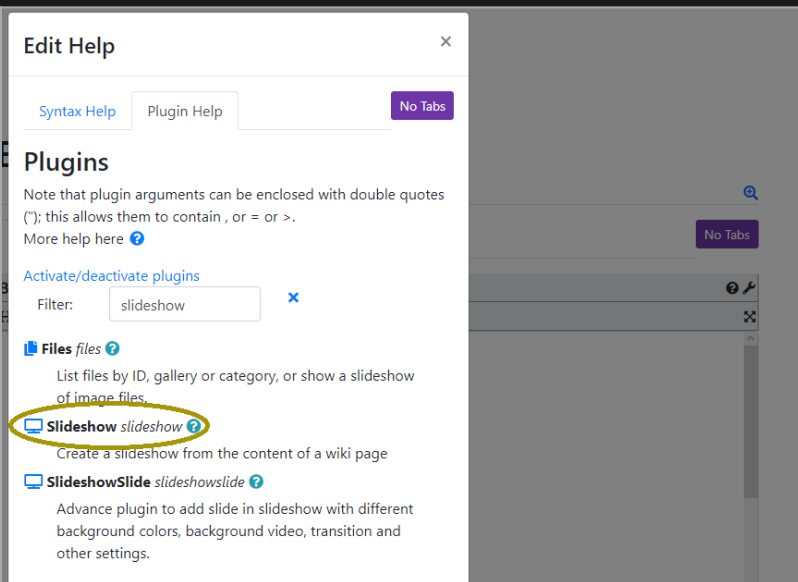 Edit Help
×
Syntax Help
Plugin Help
No Tabs
Plugins
Note that plugin arguments can be enclosed with double quotes
("); this allows them to contain , or = or >.
More help here
Activate/deactivate plugins
Filter:
slideshow
Files files
List files by ID, gallery or category, or show a slideshow
of image files.
Slideshow slideshow
Create a slideshow from the content of a wiki page
SlideshowSlide slideshowslide
Advance plugin to add slide in slideshow with different
background colors, background video, transition and
other settings.
No Tabs